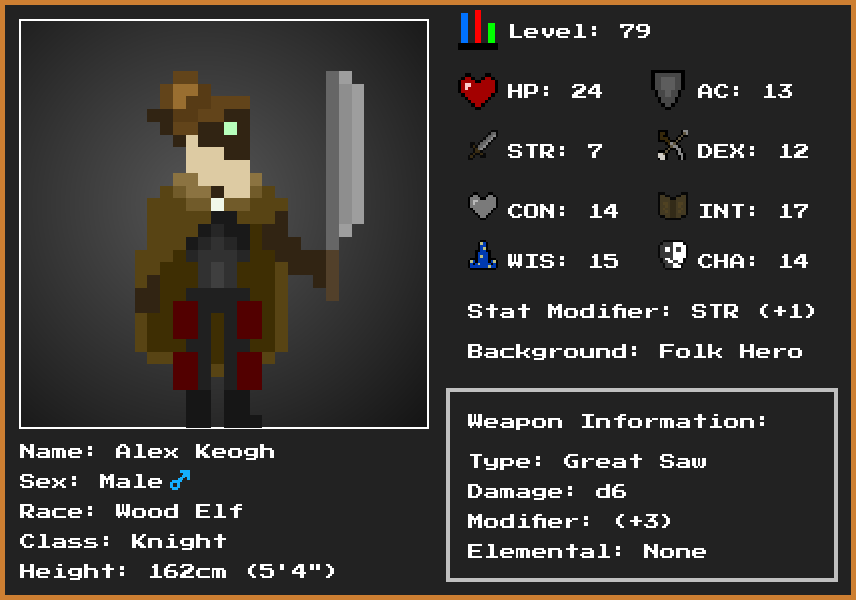 Level: 79
HP: 24 AC: 13
STR: 7 DEX: 12
CON: 14 INT: 17
WIS: 15 CHA: 14
Stat Modifier: STR (+1)
Background: Folk Hero
Weapon Information:
Type: Great Saw
Damage: d6
Modifier: (+3)
Elemental: None
Name: Alex Keogh
Sex: Male ♂
Race: Wood Elf
Class: Knight
Height: 162cm (5'4")